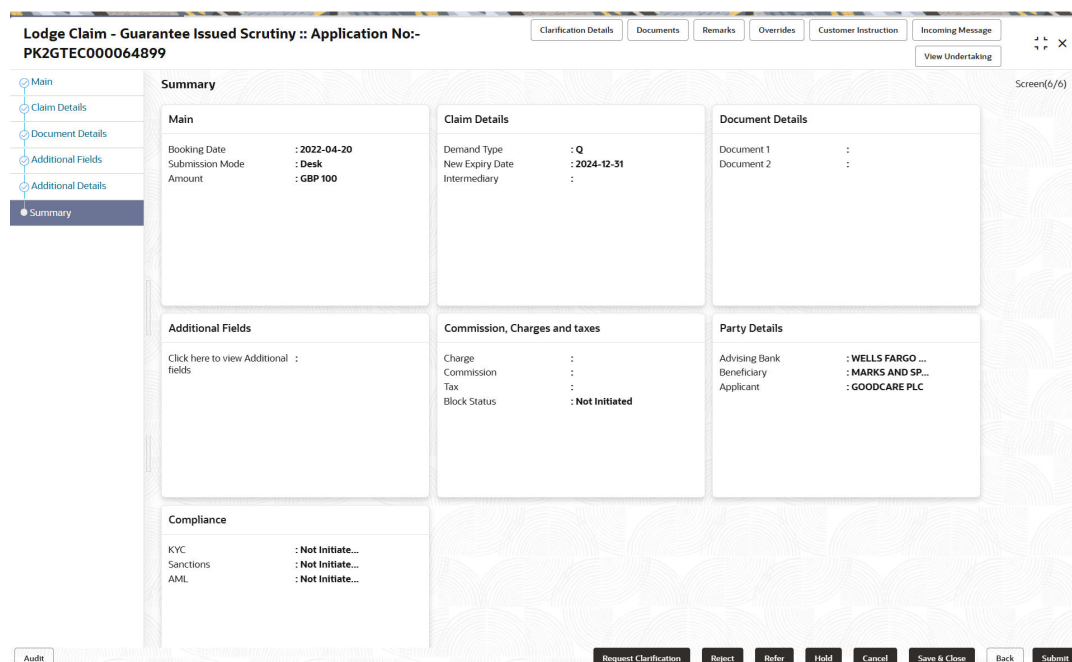 Lodge Claim - Guarantee Issued Scrutiny :: Application No:-
PK2GTEC000064899
Clarification Details
Documents
Remarks
Overrides
Customer Instruction
Incoming Message
View Undertaking
Main
Claim Details
Document Details
Additional Fields
Additional Details
Summary
Summary
Screen(6/6)
Main
Booking Date : 2022-04-20
Submission Mode : Desk
Amount : GBP 100
Claim Details
Demand Type : Q
New Expiry Date : 2024-12-31
Intermediary :
Document Details
Document 1 :
Document 2 :
Additional Fields
Click here to view Additional :
fields
Commission, Charges and taxes
Charge :
Commission :
Tax :
Block Status : Not Initiated
Party Details
Advising Bank : WELLS FARGO ...
Beneficiary : MARKS AND SP...
Applicant : GOODCARE PLC
Compliance
KYC : Not Initiate...
Sanctions : Not Initiate...
AML : Not Initiate...
Audit
Request Clarification
Reject
Refer
Hold
Cancel
Save & Close
Back
Submit